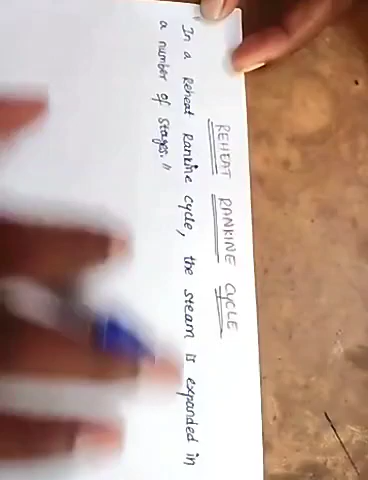 REHEAT RANKINE CYCLE
"In a Reheat Rankine cycle, the steam is expanded in
a number of stages."